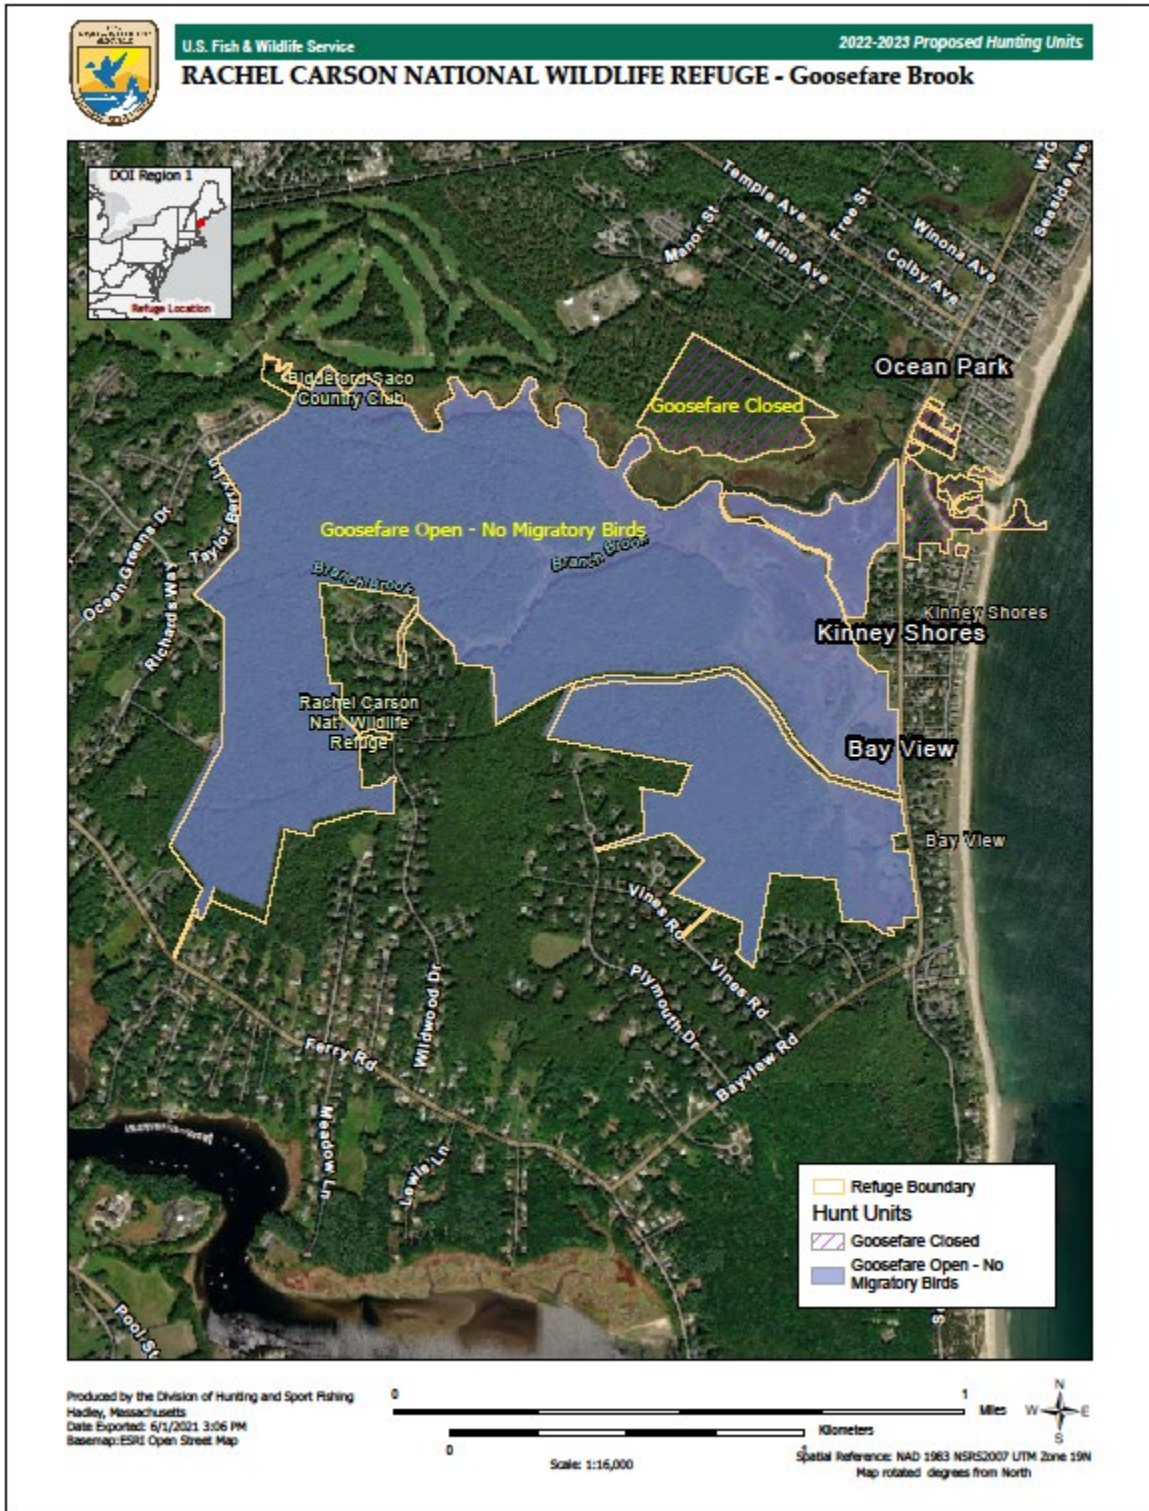 U.S. Fish & Wildlife Service
2022-2023 Proposed Hunting Units
RACHEL CARSON NATIONAL WILDLIFE REFUGE - Goosefare Brook
DOI Region 1
Refuge Location
Temple Ave
Free St
W G
Seaside Ave
Manor St
Maine Ave
Winona Ave
Colby Ave
Ocean Park
Biddeford-Saco
Country Club
Goosefare Closed
Goosefare Open - No Migratory Birds
Branch Brook
Branch Brook
Taylor
Ocean Greens Dr
Richards Way
Kinney Shores
Kinney Shores
Rachel Carson
Nat'l Wildlife
Refuge
Bay View
Bay View
Vines Rd
Vines Rd
Plymouth Dr
Bayview Rd
Wildwood Dr
Ferry Rd
Meadow Ln
Lewis Ln
Pool St
Refuge Boundary
Hunt Units
Goosefare Closed
Goosefare Open - No
Migratory Birds
Produced by the Division of Hunting and Sport Fishing
Hadley, Massachusetts
Date Exported: 6/1/2021 3:06 PM
Basemap:ESRI Open Street Map
0
1
Miles
Kilometers
0
1
Scale: 1:16,000
N
W
E
S
Spatial Reference: NAD 1983 NSRS2007 UTM Zone 19N
Map rotated degrees from North